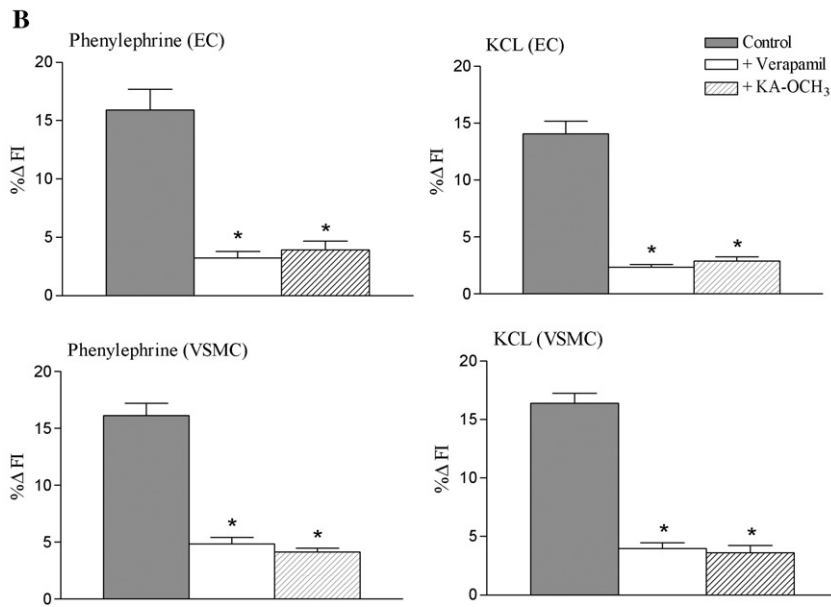 B
Phenylephrine (EC)
20
15
10
5
0
%Δ FI
*
*
KCL (EC)
20
15
10
5
0
%Δ FI
*
*
Control
+ Verapamil
+ KA-OCH₃
Phenylephrine (VSMC)
20
15
10
5
0
%Δ FI
*
*
KCL (VSMC)
20
15
10
5
0
%Δ FI
*
*